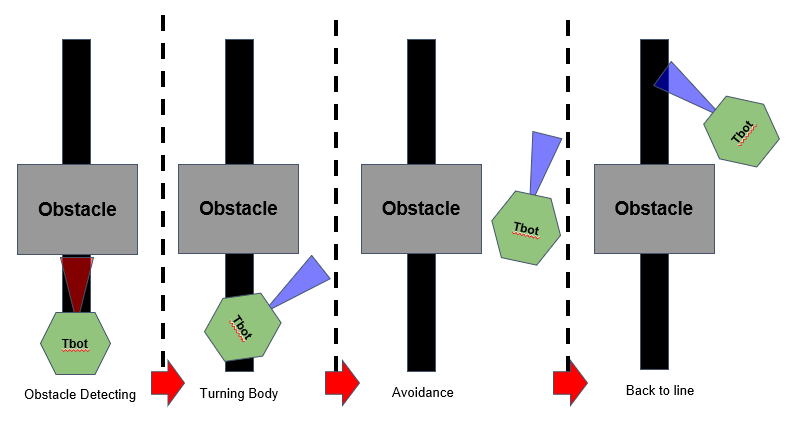 Obstacle
Obstacle
Obstacle
Obstacle
Tbot
Tbot
Tbot
Tbot
Obstacle Detecting
Turning Body
Avoidance
Back to line